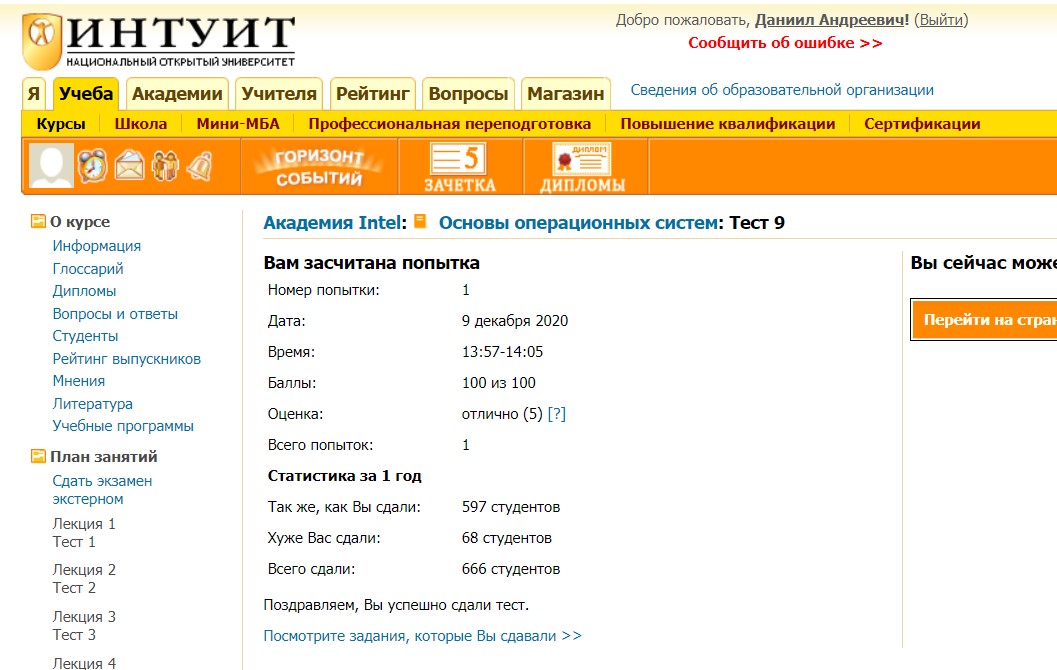 ИНТУИТ
НАЦИОНАЛЬНЫЙ ОТКРЫТЫЙ УНИВЕРСИТЕТ
Добро пожаловать, Даниил Андреевич! (Выйти)
Сообщить об ошибке >>
Я Учеба Академии Учителя Рейтинг Вопросы Магазин Сведения об образовательной организации
Курсы Школа Мини-МБА Профессиональная переподготовка Повышение квалификации Сертификации
ГОРИЗОНТ
СОБЫТИЙ
5
ЗАЧЕТКА
ДИПЛОМ
ДИПЛОМЫ
О курсе
Информация
Глоссарий
Дипломы
Вопросы и ответы
Студенты
Рейтинг выпускников
Мнения
Литература
Учебные программы
План занятий
Сдать экзамен
экстерном
Лекция 1
Тест 1
Лекция 2
Тест 2
Лекция 3
Тест 3
Лекция 4
Академия Intel: Основы операционных систем: Тест 9
Вам засчитана попытка
Номер попытки: 1
Дата: 9 декабря 2020
Время: 13:57-14:05
Баллы: 100 из 100
Оценка: отлично (5) [?]
Всего попыток: 1
Статистика за 1 год
Так же, как Вы сдали: 597 студентов
Хуже Вас сдали: 68 студентов
Всего сдали: 666 студентов
Поздравляем, Вы успешно сдали тест.
Посмотрите задания, которые Вы сдавали >>
Вы сейчас може
Перейти на стран